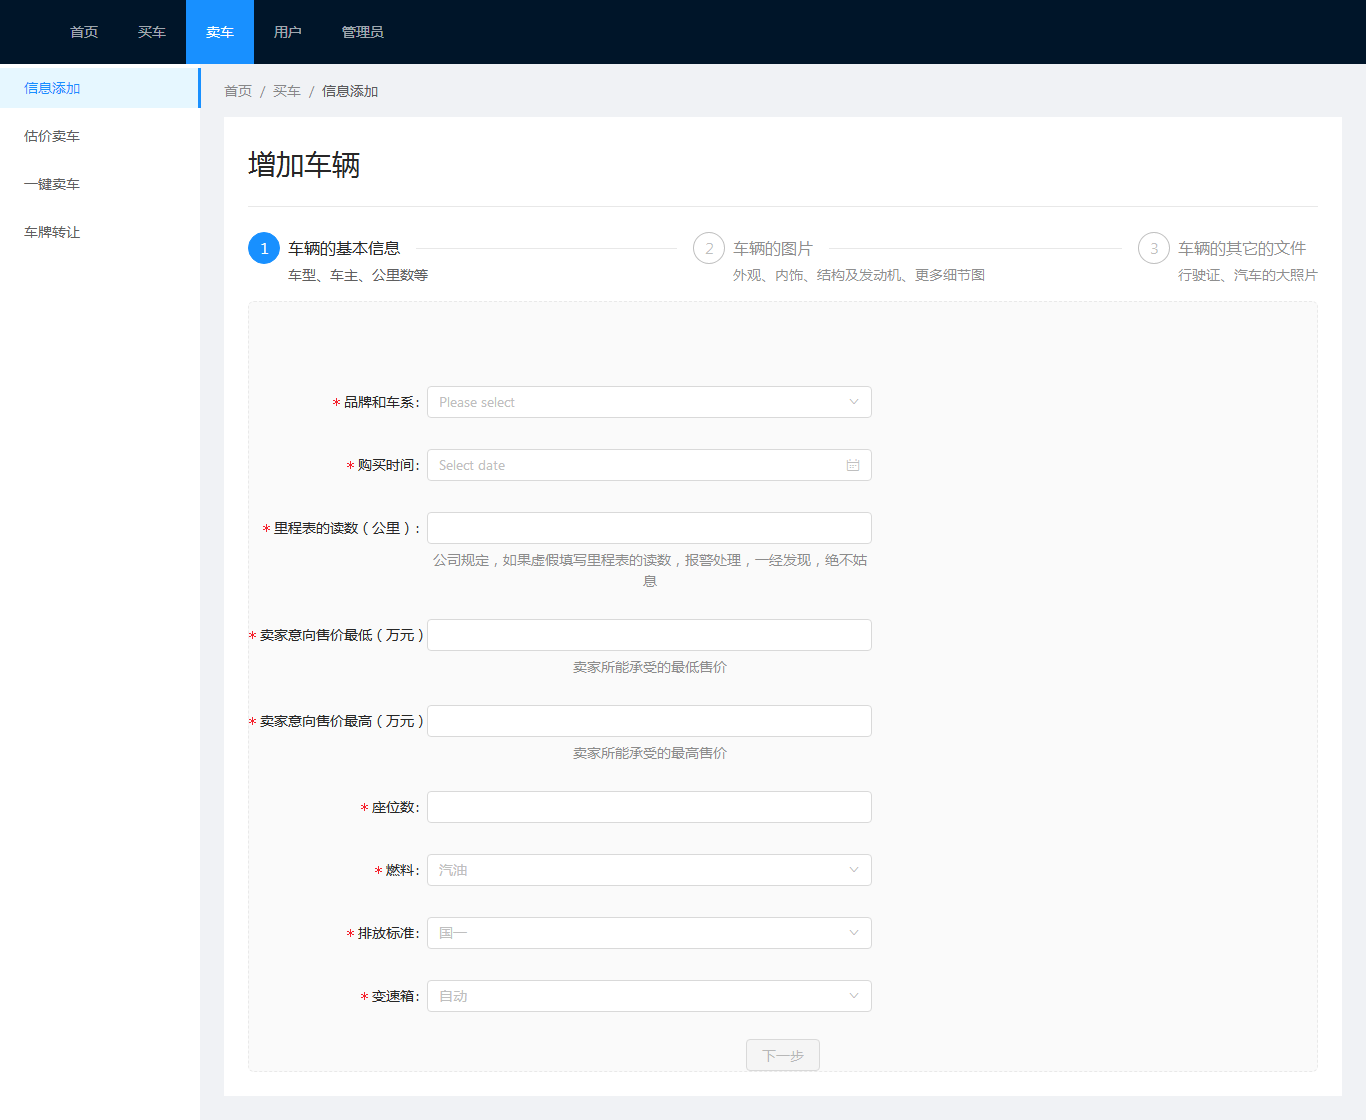 首页 买车 卖车 用户 管理员
信息添加
估价卖车
一键卖车
车牌转让
首页 / 买车 / 信息添加
增加车辆
1 车辆的基本信息
车型、车主、公里数等
2 车辆的图片
外观、内饰、结构及发动机、更多细节图
3 车辆的其它的文件
行驶证、汽车的大照片
* 品牌和车系: Please select
* 购买时间: Select date
* 里程表的读数（公里）:
公司规定，如果虚假填写里程表的读数，报警处理，一经发现，绝不姑
息
* 卖家意向售价最低（万元）
卖家所能承受的最低售价
* 卖家意向售价最高（万元）
卖家所能承受的最高售价
* 座位数:
* 燃料: 汽油
* 排放标准: 国一
* 变速箱: 自动
下一步